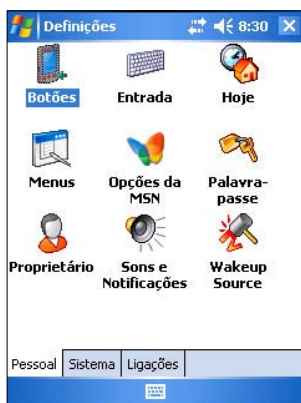 Definições 8:30
Botões Entrada Hoje
Menus Opções da MSN Palavra-passe
Proprietário Sons e Notificações Wakeup Source
Pessoal Sistema Ligações